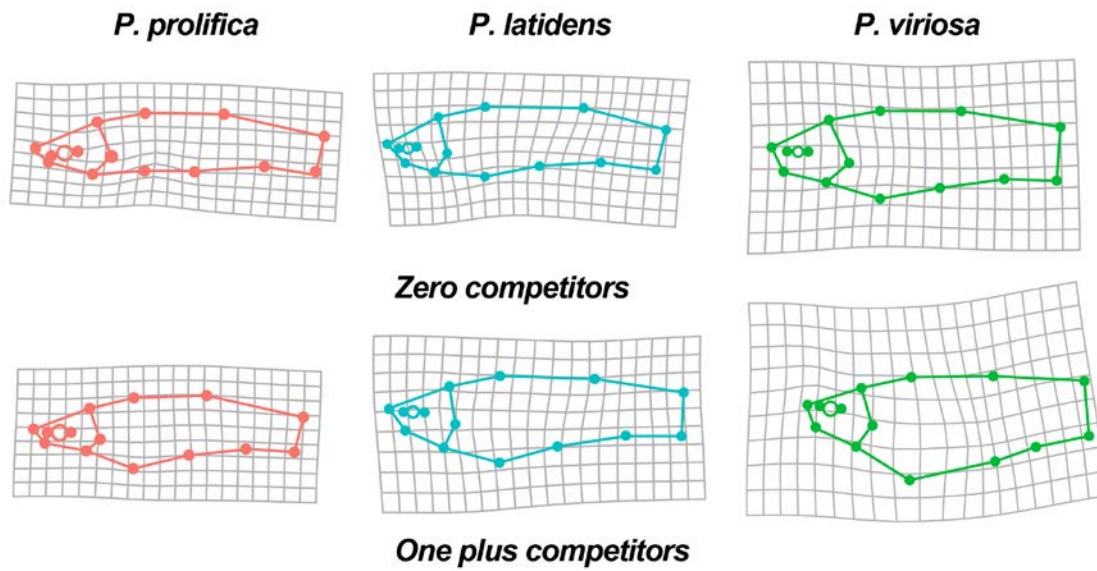 P. prolifica
P. latidens
P. viriosa
Zero competitors
One plus competitors